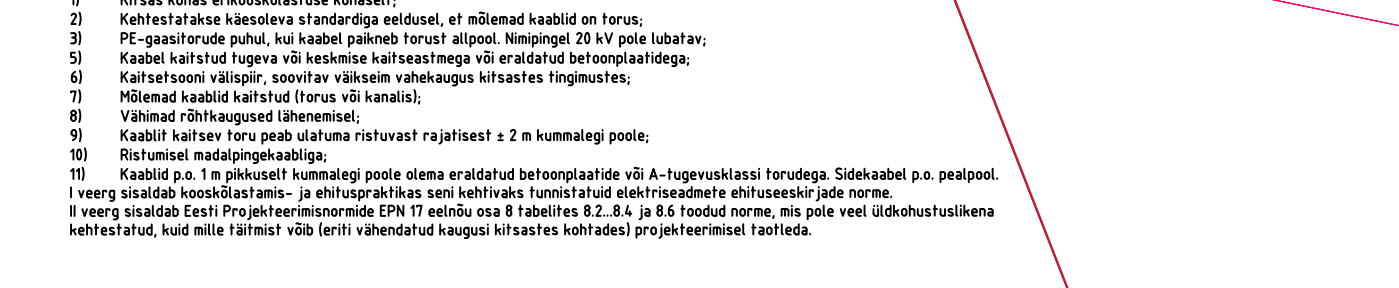 1) Kitsas kohas erikooskõlastuse kohaselt;
2) Kehtestatakse käesoleva standardiga eeldusel, et mõlemad kaablid on torus;
3) PE-gaasitorude puhul, kui kaabel paikneb torust allpool. Nimipingel 20 kV pole lubatav;
5) Kaabel kaitstud tugeva või keskmise kaitseastmega või eraldatud betoonplaatidega;
6) Kaitsetsooni välispiir, soovitav väikseim vahekaugus kitsastes tingimustes;
7) Mõlemad kaablid kaitstud (torus või kanalis);
8) Vähimad rõhtkaugused lähenemisel;
9) Kaablit kaitsev toru peab ulatuma ristuvast rajatisest ± 2 m kummalegi poole;
10) Ristumisel madalpingekaabliga;
11) Kaablid p.o. 1 m pikkuselt kummalegi poole olema eraldatud betoonplaatide või A-tugevusklassi torudega. Sidekaabel p.o. pealpool.
I veerg sisaldab kooskõlastamis- ja ehituspraktikas seni kehtivaks tunnistatuid elektriseadmete ehituseeskirjade norme.
II veerg sisaldab Eesti Projekteerimisnormide EPN 17 eelnõu osa 8 tabelites 8.2...8.4 ja 8.6 toodud norme, mis pole veel üldkohustuslikena
kehtestatud, kuid mille täitmist võib (eriti vähendatud kaugusi kitsastes kohtades) projekteerimisel taotleda.